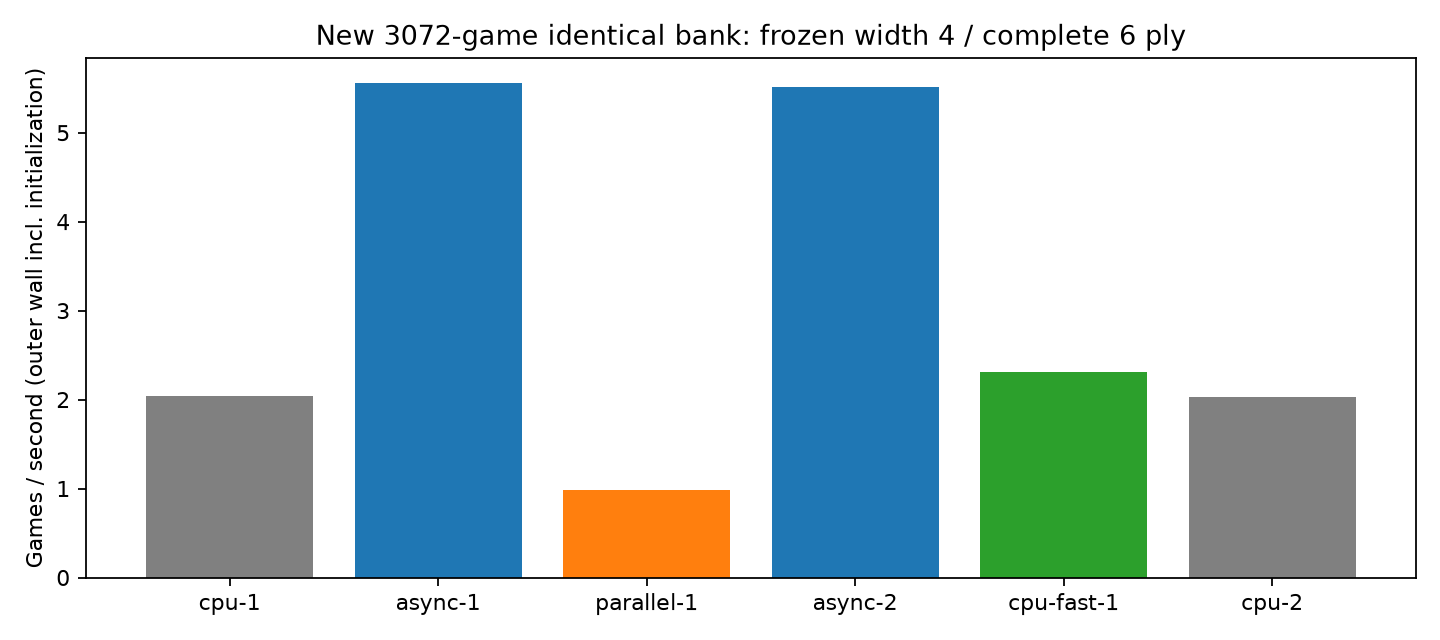 New 3072-game identical bank: frozen width 4 / complete 6 ply
Games / second (outer wall incl. initialization)
5
4
3
2
1
0
cpu-1
async-1
parallel-1
async-2
cpu-fast-1
cpu-2